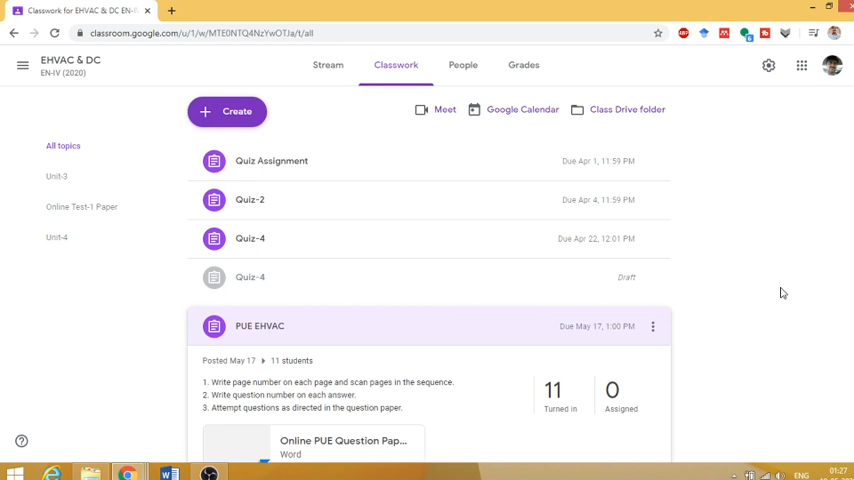 Classwork for EHVAC & DC EN-IV
classroom.google.com/u/1/w/MTE0NTQ4NzYwOTJa/t/all
EHVAC & DC
EN-IV (2020)
Stream Classwork People Grades
Create
Meet Google Calendar Class Drive folder
All topics
Unit-3
Online Test-1 Paper
Unit-4
Quiz Assignment Due Apr 1, 11:59 PM
Quiz-2 Due Apr 4, 11:59 PM
Quiz-4 Due Apr 22, 12:01 PM
Quiz-4 Draft
PUE EHVAC Due May 17, 1:00 PM
Posted May 17 11 students
1. Write page number on each page and scan pages in the sequence.
2. Write question number on each answer.
3. Attempt questions as directed in the question paper.
11 0
Turned in Assigned
Online PUE Question Pap...
Word
ENG
01:27